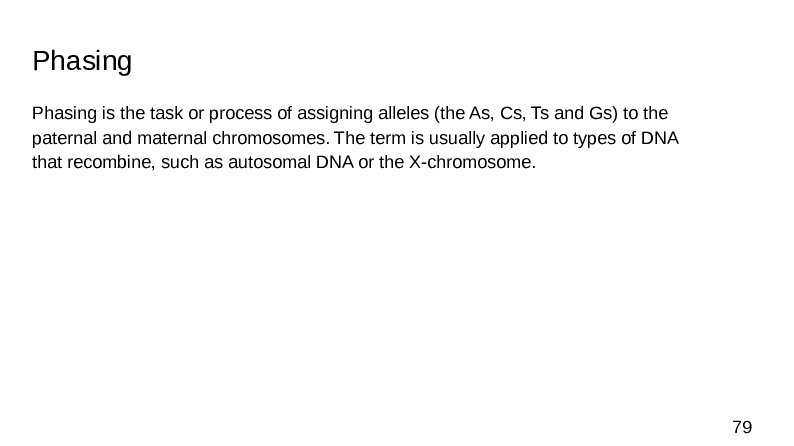 Phasing
Phasing is the task or process of assigning alleles (the As, Cs, Ts and Gs) to the
paternal and maternal chromosomes. The term is usually applied to types of DNA
that recombine, such as autosomal DNA or the X-chromosome.
79